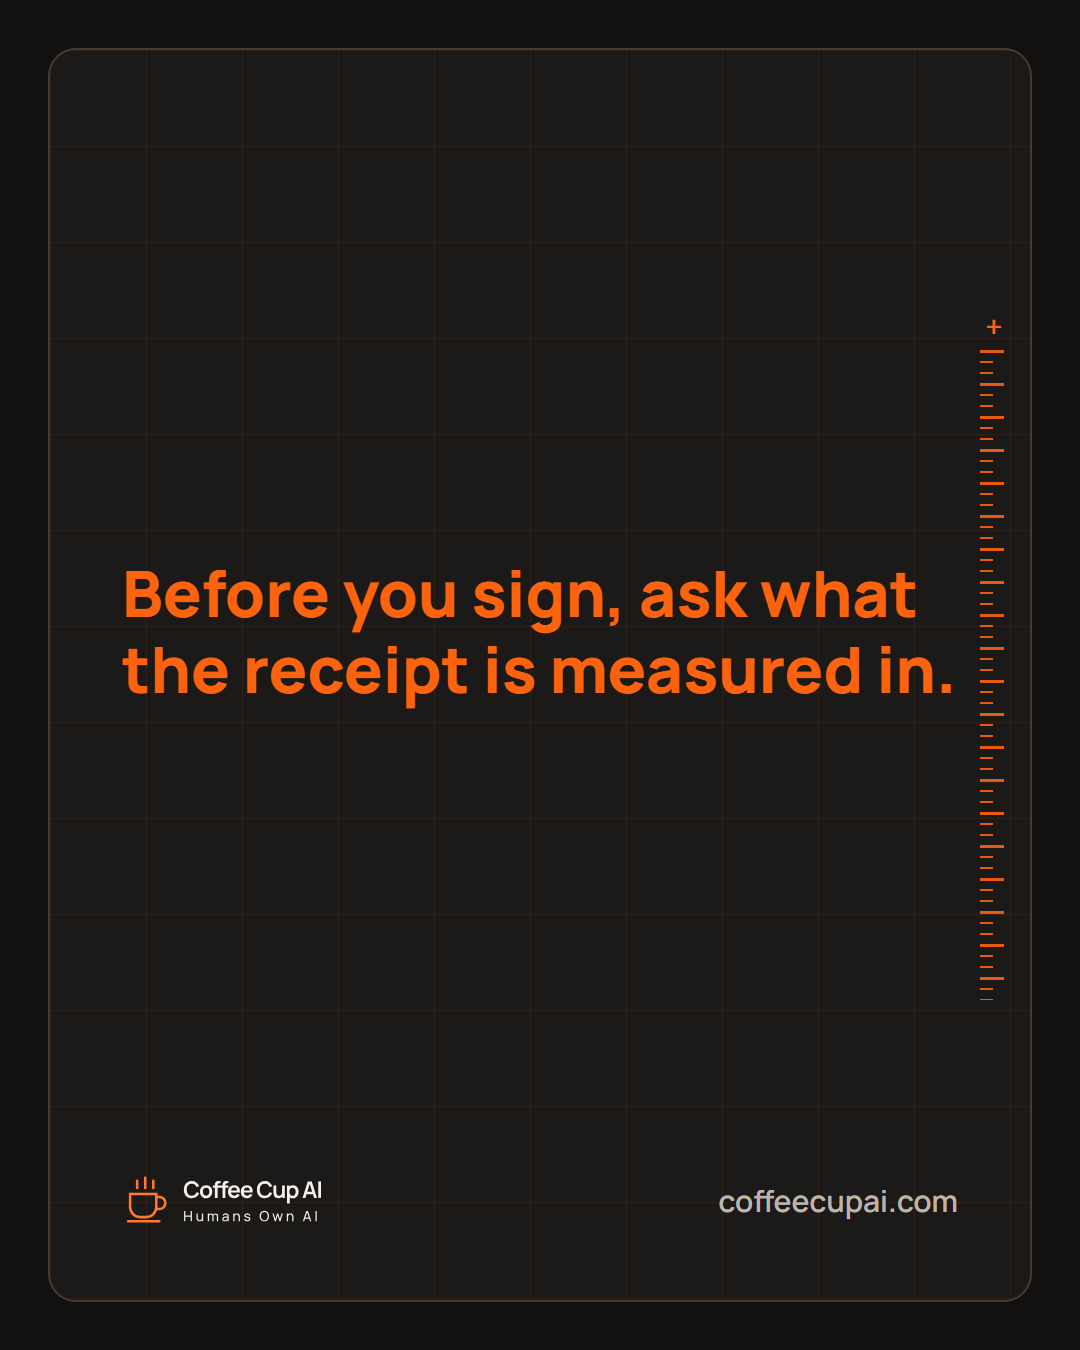 +
Before you sign, ask what
the receipt is measured in.
Coffee Cup AI
Humans Own AI
coffeecupai.com